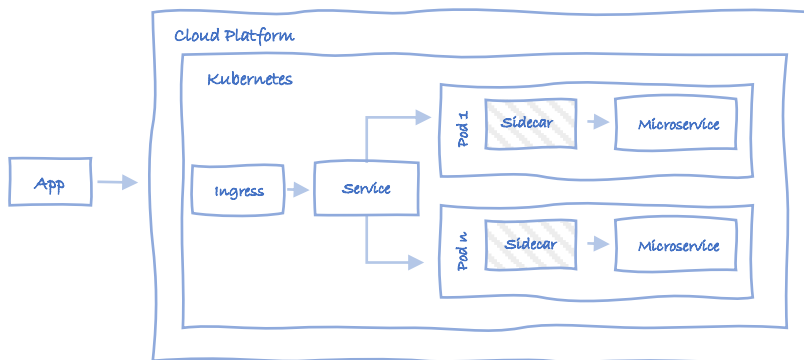 Cloud Platform
Kubernetes
App
Ingress
Service
Pod 1
Sidecar
Microservice
Pod n
Sidecar
Microservice